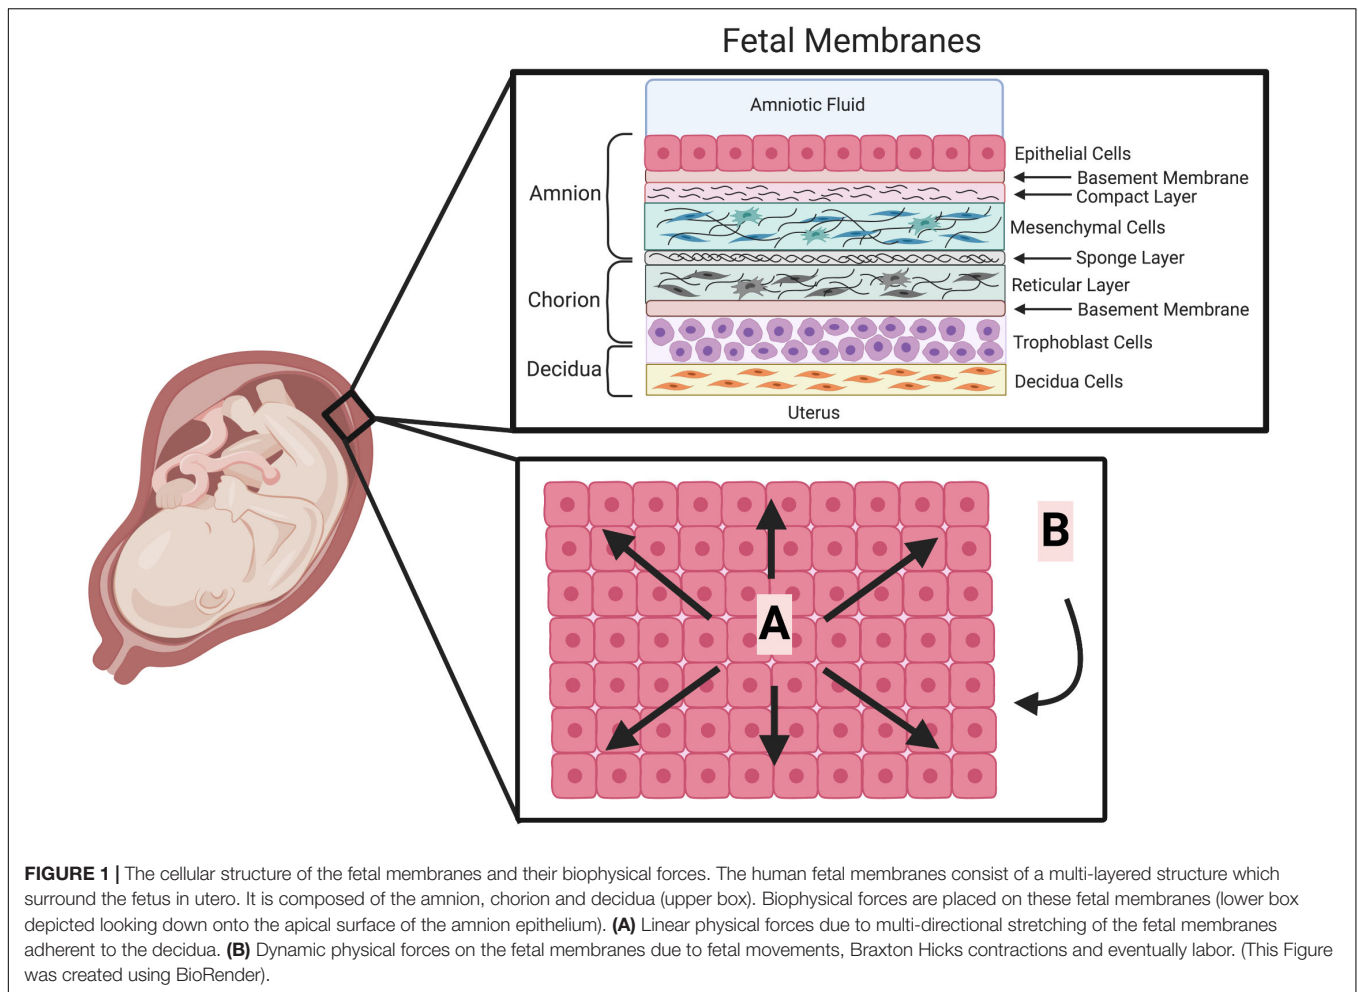 Fetal Membranes
Amniotic Fluid
Amnion
Chorion
Decidua
Epithelial Cells
Basement Membrane
Compact Layer
Mesenchymal Cells
Sponge Layer
Reticular Layer
Basement Membrane
Trophoblast Cells
Decidua Cells
Uterus
A
B
FIGURE 1 | The cellular structure of the fetal membranes and their biophysical forces. The human fetal membranes consist of a multi-layered structure which
surround the fetus in utero. It is composed of the amnion, chorion and decidua (upper box). Biophysical forces are placed on these fetal membranes (lower box
depicted looking down onto the apical surface of the amnion epithelium). (A) Linear physical forces due to multi-directional stretching of the fetal membranes
adherent to the decidua. (B) Dynamic physical forces on the fetal membranes due to fetal movements, Braxton Hicks contractions and eventually labor. (This Figure
was created using BioRender).